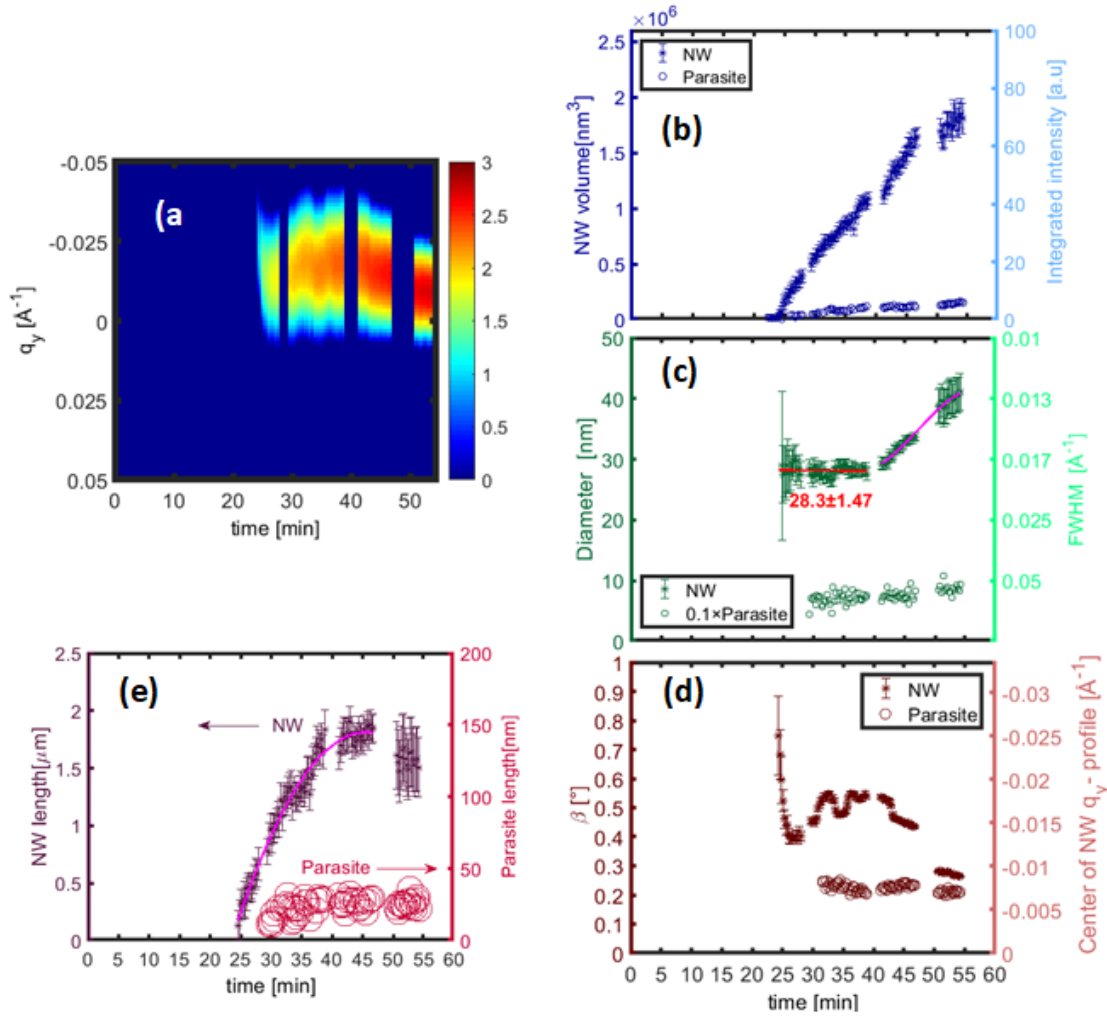 (a
-0.05
-0.025
0
0.025
0.05
q_y [Å⁻¹]
0 10 20 30 40 50
time [min]
3
2.5
2
1.5
1
0.5
0
×10⁶
(b)
NW
Parasite
2.5
2
1.5
1
0.5
0
NW volume[nm³]
100
80
60
40
20
0
Integrated intensity [a.u]
(c)
50
40
30
20
10
0
Diameter [nm]
28.3±1.47
NW
0.1×Parasite
0.01
0.013
0.017
0.025
0.05
FWHM [Å⁻¹]
(d)
NW
Parasite
1
0.9
0.8
0.7
0.6
0.5
0.4
0.3
0.2
0.1
0
β [°]
-0.03
-0.025
-0.02
-0.015
-0.01
-0.005
0
Center of NW q_y - profile [Å⁻¹]
0 5 10 15 20 25 30 35 40 45 50 55 60
time [min]
(e)
NW
Parasite
2.5
2
1.5
1
0.5
0
NW length[μm]
200
150
100
50
0
Parasite length[nm]
0 5 10 15 20 25 30 35 40 45 50 55 60
time [min]